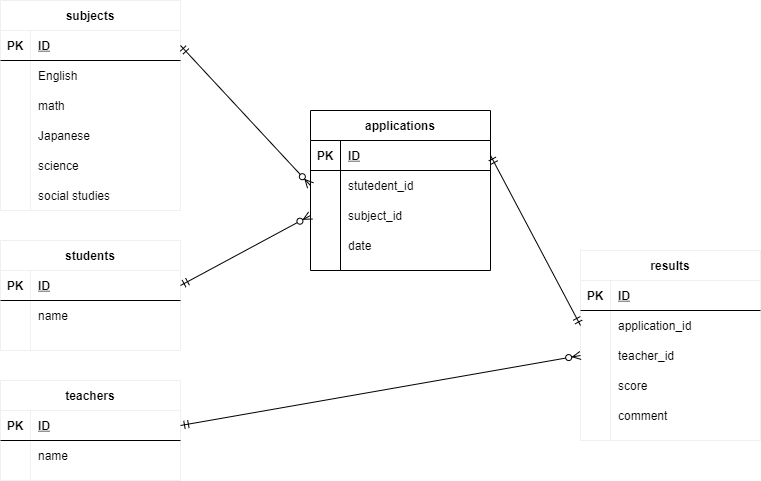 subjects
PK ID
English
math
Japanese
science
social studies
students
PK ID
name
teachers
PK ID
name
applications
PK ID
stutedent_id
subject_id
date
results
PK ID
application_id
teacher_id
score
comment